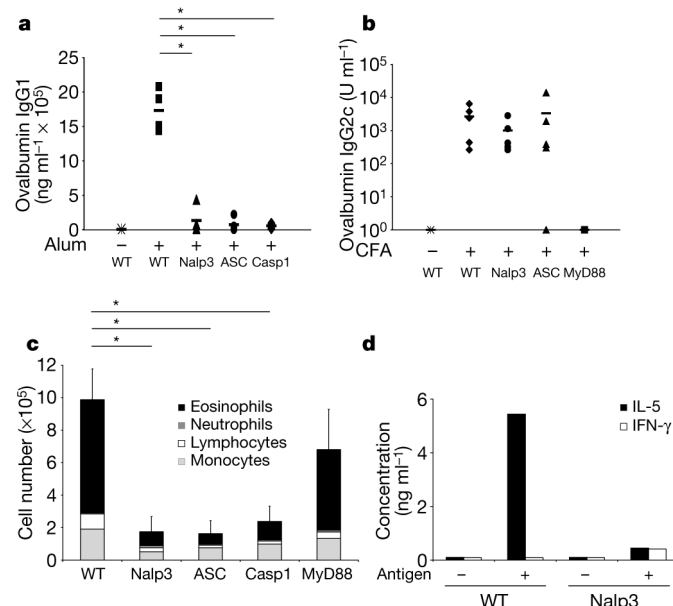 a
*
*
*
Ovalbumin IgG1
(ng ml⁻¹ × 10⁵)
25
20
15
10
5
0
Alum − + + + +
WT WT Nalp3 ASC Casp1
b
Ovalbumin IgG2c (U ml⁻¹)
10⁵
10⁴
10³
10²
10¹
10⁰
CFA − + + + +
WT WT Nalp3 ASC MyD88
c
*
*
*
Cell number (×10⁵)
12
10
8
6
4
2
0
Eosinophils
Neutrophils
Lymphocytes
Monocytes
WT Nalp3 ASC Casp1 MyD88
d
Concentration
(ng ml⁻¹)
6
4
2
0
IL-5
IFN-γ
Antigen − + − +
WT Nalp3